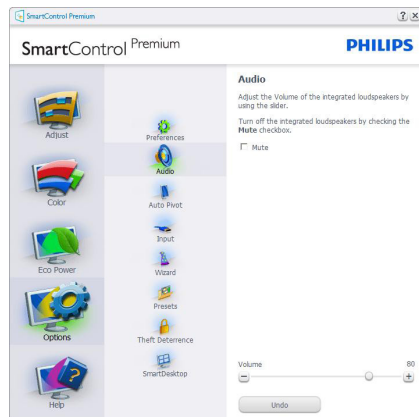 SmartControl Premium
SmartControl Premium
PHILIPS
Adjust
Color
Eco Power
Options
Help
Preferences
Audio
Auto Pivot
Input
Wizard
Presets
Theft Deterrence
SmartDesktop
Audio
Adjust the Volume of the integrated loudspeakers by
using the slider.
Turn off the integrated loudspeakers by checking the
Mute checkbox.
Mute
Volume 80
Undo